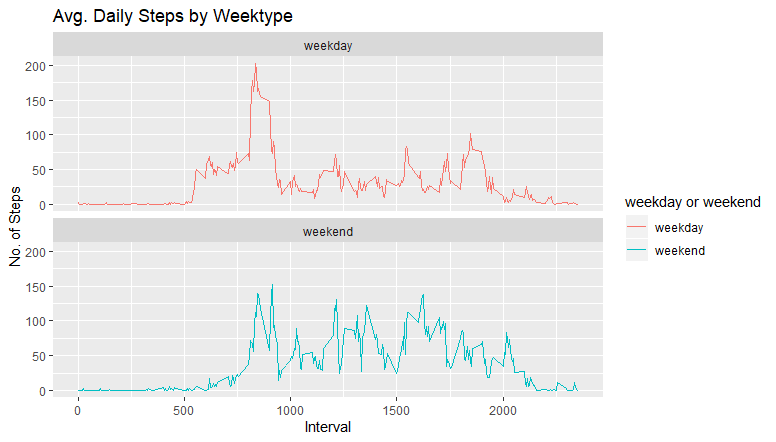 Avg. Daily Steps by Weektype
weekday
200
150
100
50
0
weekend
200
150
100
50
0
No. of Steps
0 500 1000 1500 2000
Interval
weekday or weekend
weekday
weekend